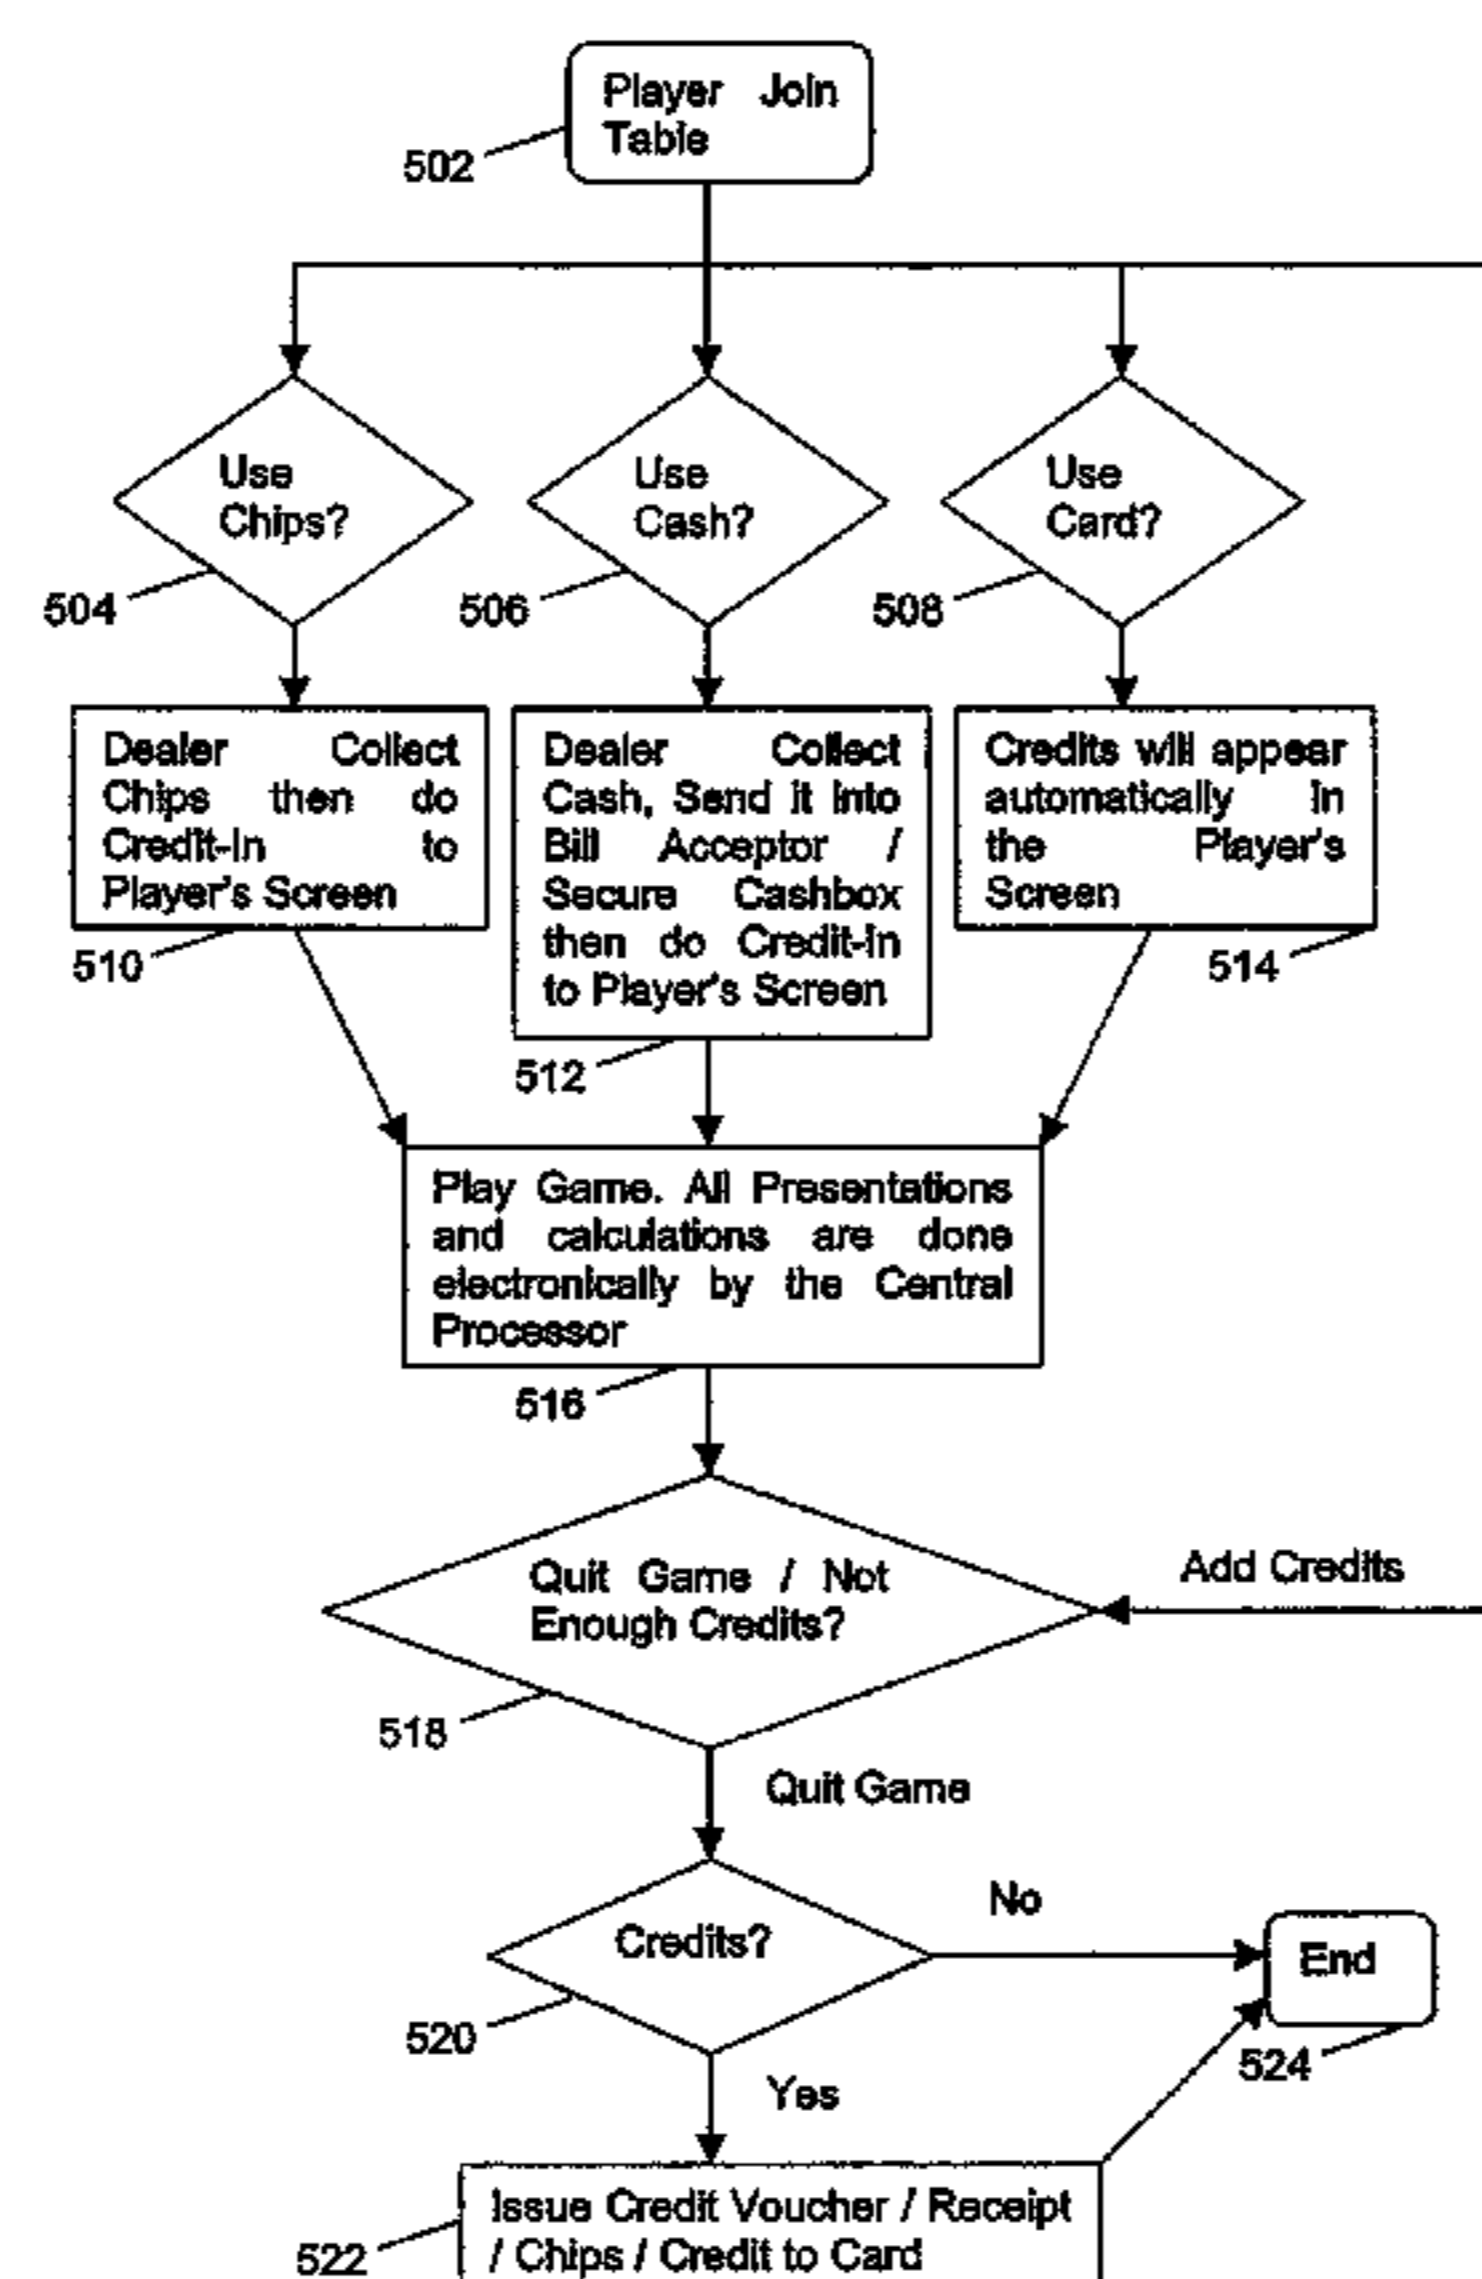 Player Join
Table
502
Use
Chips?
504
Use
Cash?
506
Use
Card?
508
Dealer Collect
Chips then do
Credit-In to
Player's Screen
510
Dealer Collect
Cash, Send it into
Bill Acceptor /
Secure Cashbox
then do Credit-In
to Player's Screen
512
Credits will appear
automatically in
the Player's
Screen
514
Play Game. All Presentations
and calculations are done
electronically by the Central
Processor
516
Quit Game / Not
Enough Credits?
518
Add Credits
Quit Game
Credits?
520
No
End
524
Yes
Issue Credit Voucher / Receipt
/ Chips / Credit to Card
522